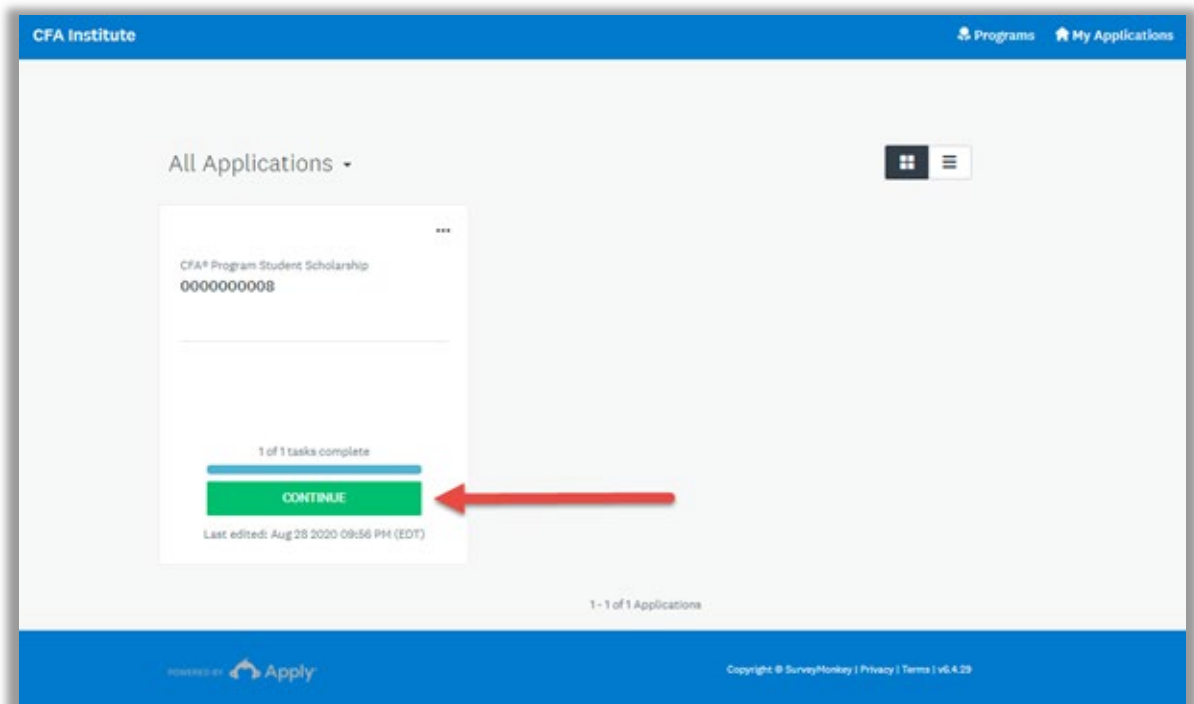 CFA Institute
Programs
My Applications
All Applications
CFA® Program Student Scholarship
0000000008
1 of 1 tasks complete
CONTINUE
Last edited: Aug 28 2020 09:56 PM (EDT)
1 - 1 of 1 Applications
POWERED BY Apply
Copyright © SurveyMonkey | Privacy | Terms | v6.4.29